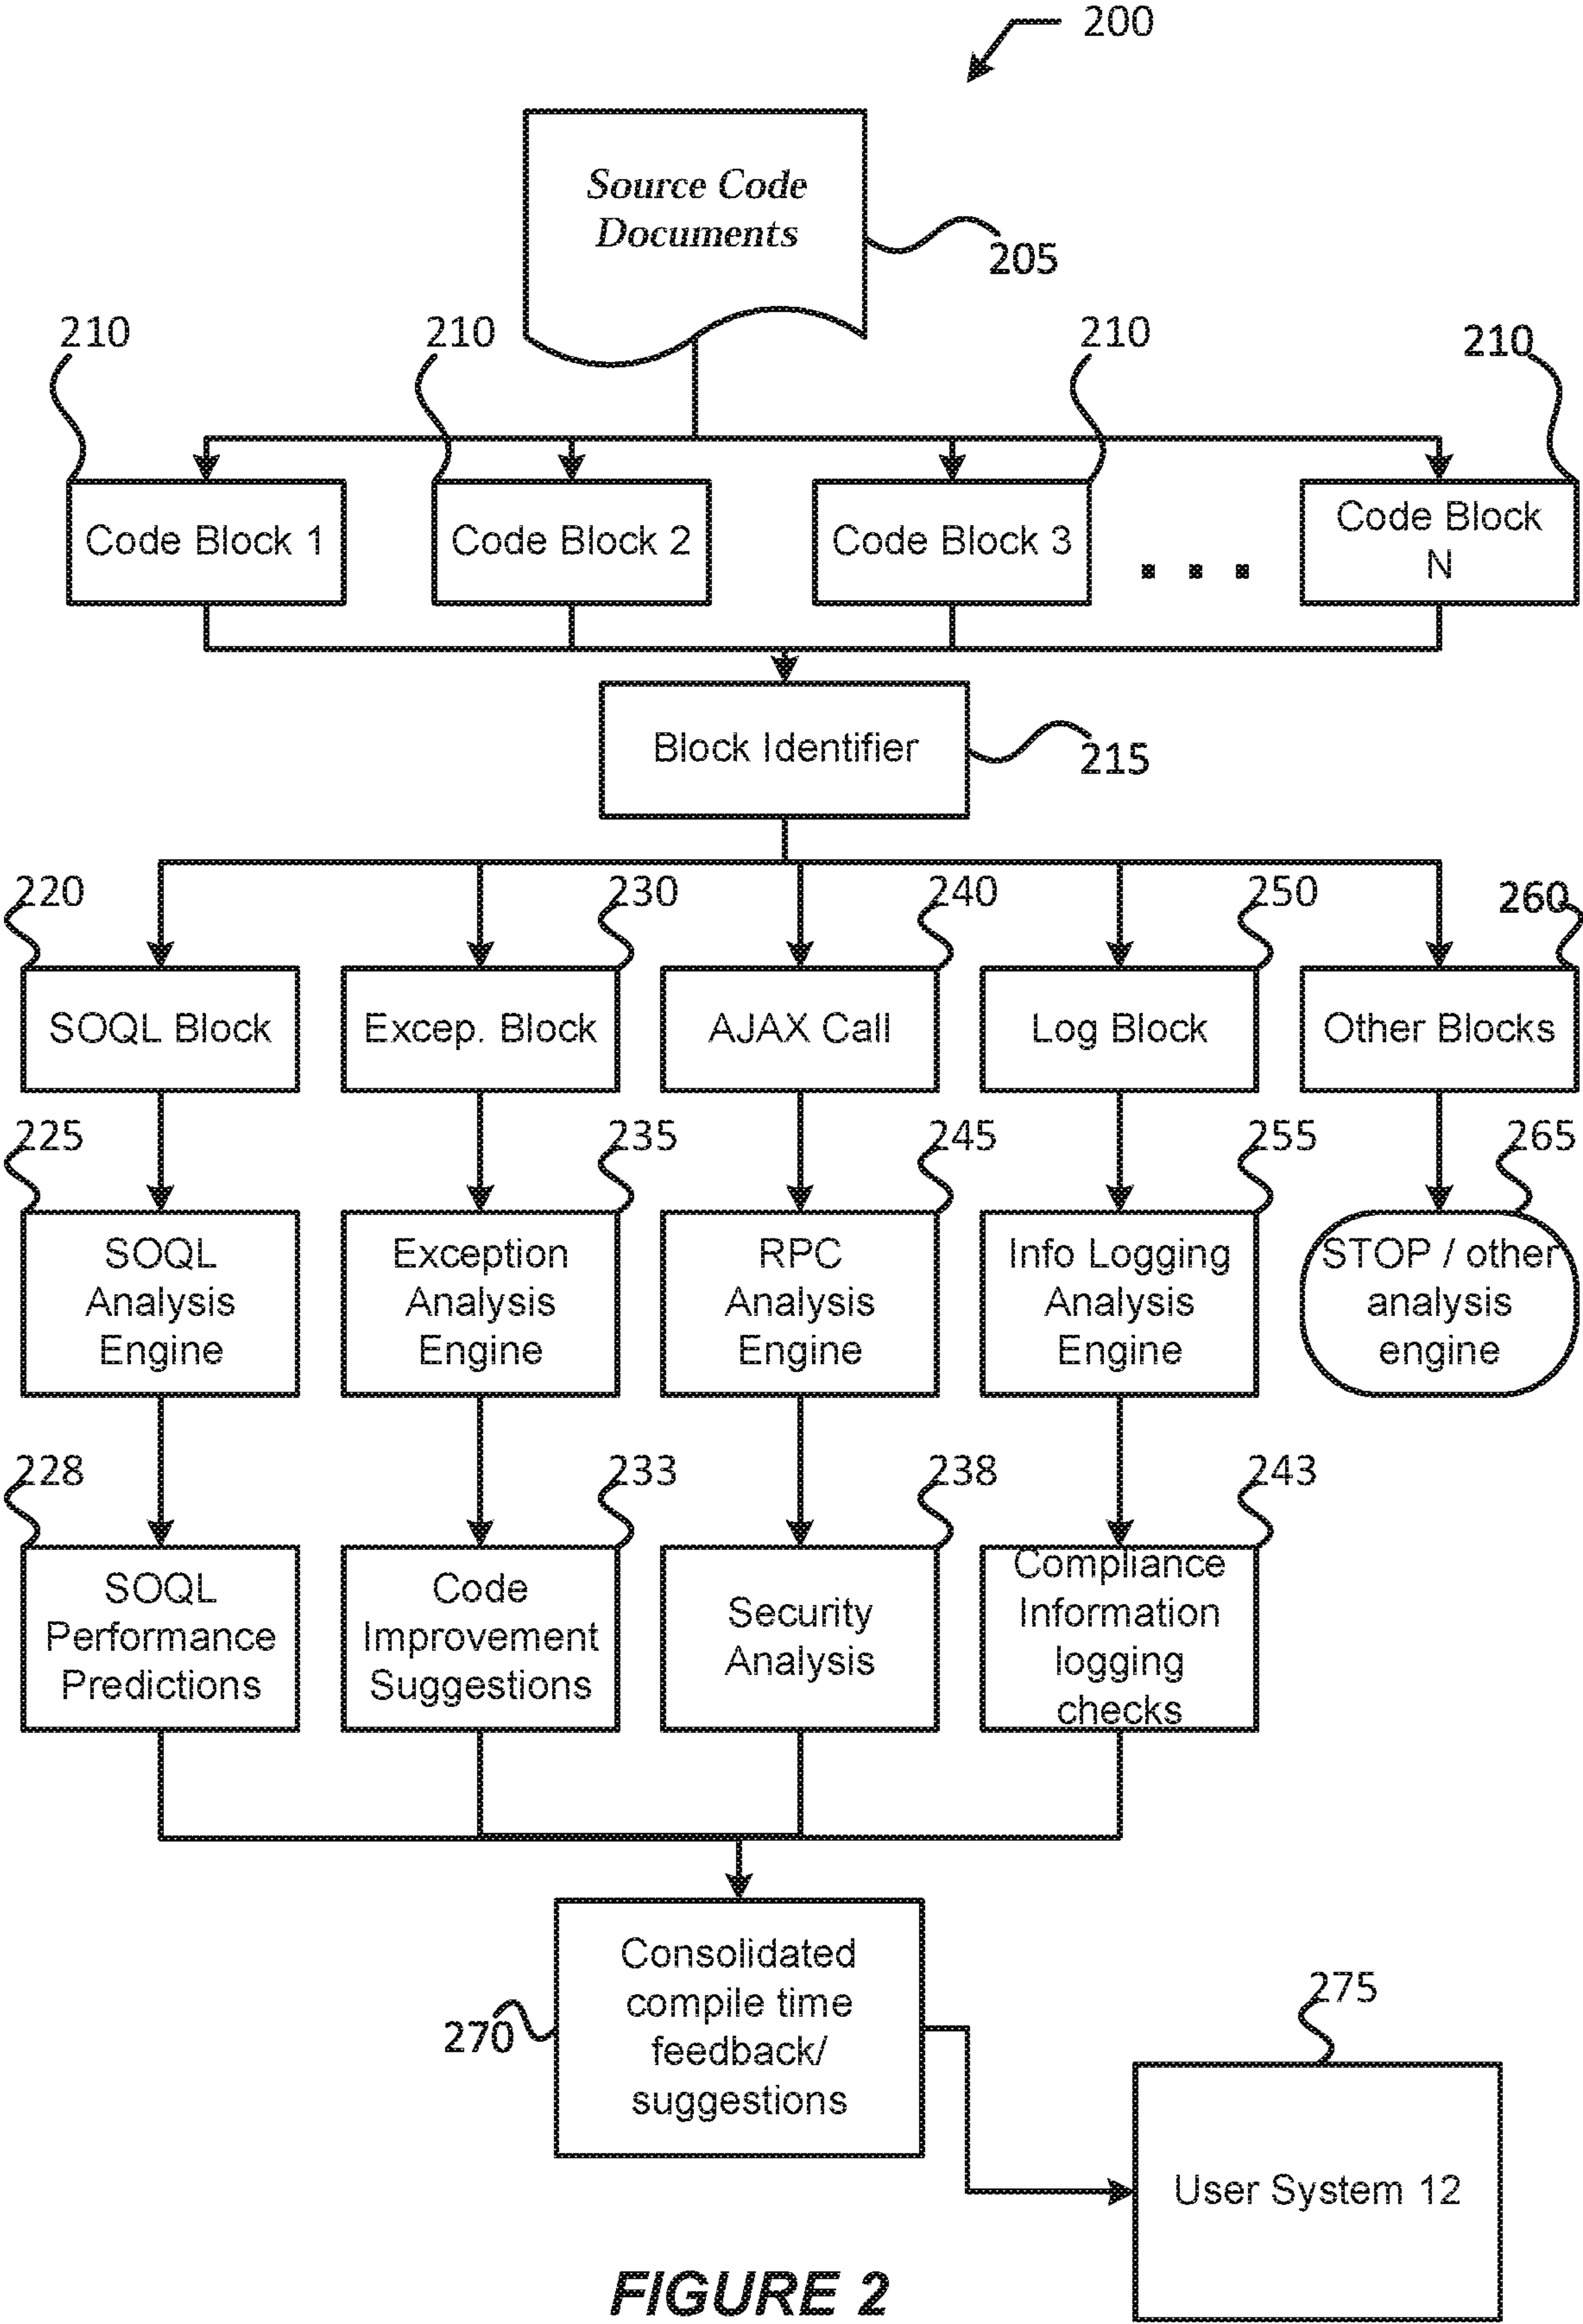 200
Source Code
Documents
205
210
210
210
210
Code Block 1
Code Block 2
Code Block 3
. . .
Code Block
N
Block Identifier
215
220
230
240
250
260
SOQL Block
Excep. Block
AJAX Call
Log Block
Other Blocks
225
235
245
255
265
SOQL
Analysis
Engine
Exception
Analysis
Engine
RPC
Analysis
Engine
Info Logging
Analysis
Engine
STOP / other
analysis
engine
228
233
238
243
SOQL
Performance
Predictions
Code
Improvement
Suggestions
Security
Analysis
Compliance
Information
logging
checks
Consolidated
compile time
feedback/
suggestions
270
275
User System 12
FIGURE 2